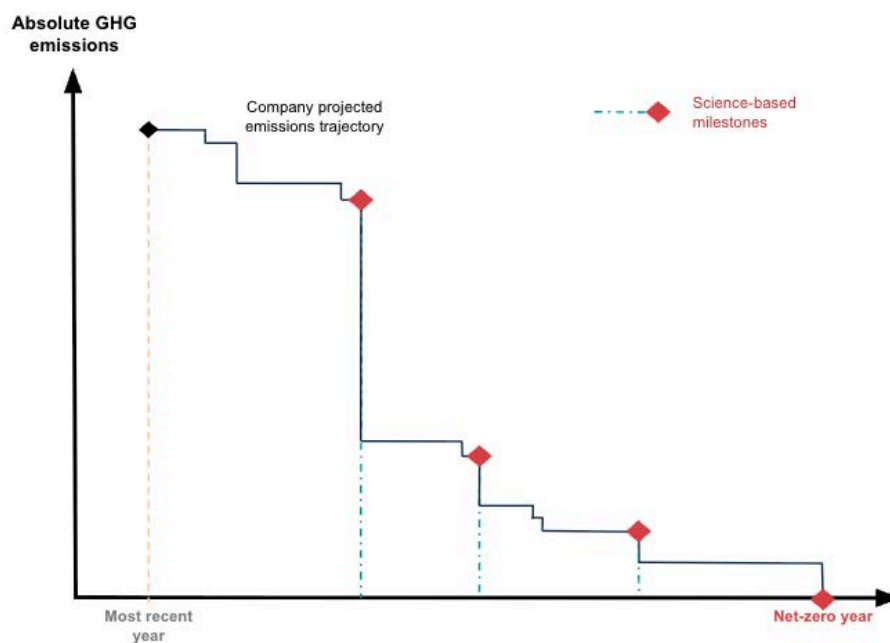 Absolute GHG
emissions
Company projected
emissions trajectory
Science-based
milestones
Most recent
year
Net-zero year